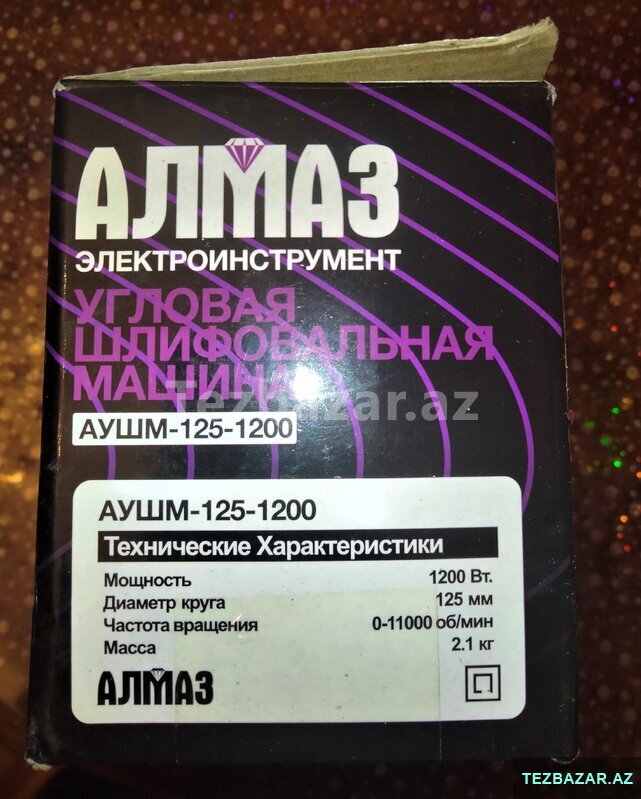 АЛМАЗ
ЭЛЕКТРОИНСТРУМЕНТ
УГЛОВАЯ
ШЛИФОВАЛЬНАЯ
МАШИНА
Tezbazar.az
АУШМ-125-1200
АУШМ-125-1200
Технические Характеристики
Мощность 1200 Вт.
Диаметр круга 125 мм
Частота вращения 0-11000 об/мин
Масса 2.1 кг
АЛМАЗ
TEZBAZAR.AZ